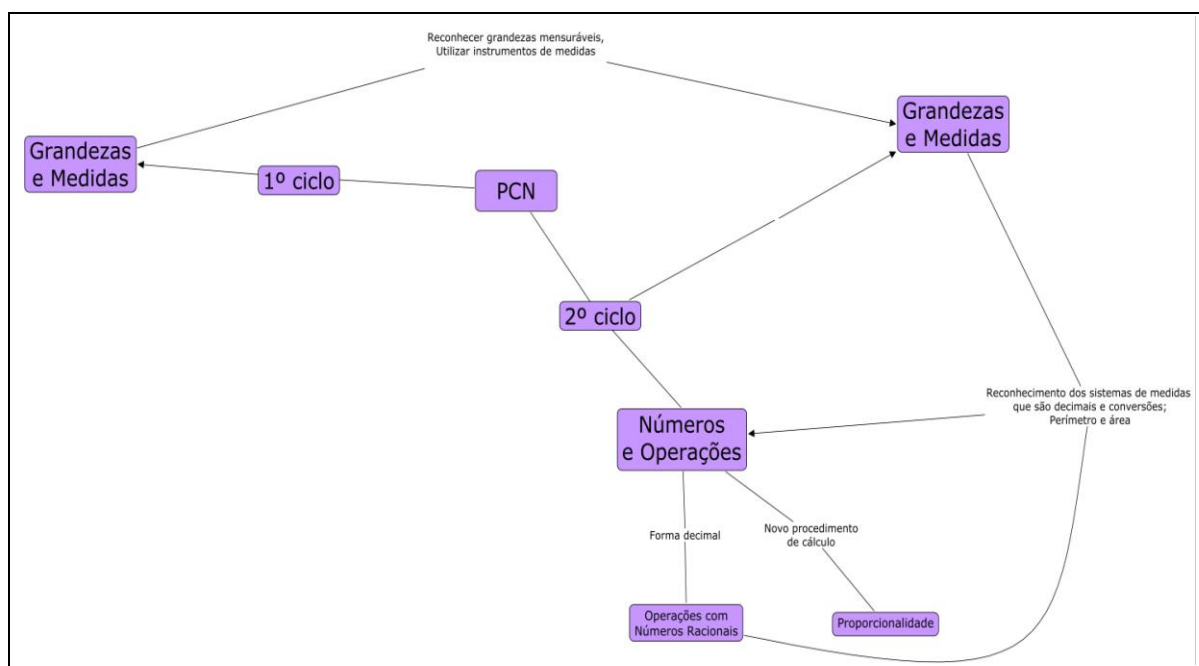 Reconhecer grandezas mensuráveis,
Utilizar instrumentos de medidas
Grandezas
e Medidas
Grandezas
e Medidas
1º ciclo
PCN
2º ciclo
Reconhecimento dos sistemas de medidas
que são decimais e conversões;
Perímetro e área
Números
e Operações
Forma decimal
Novo procedimento
de cálculo
Operações com
Números Racionais
Proporcionalidade